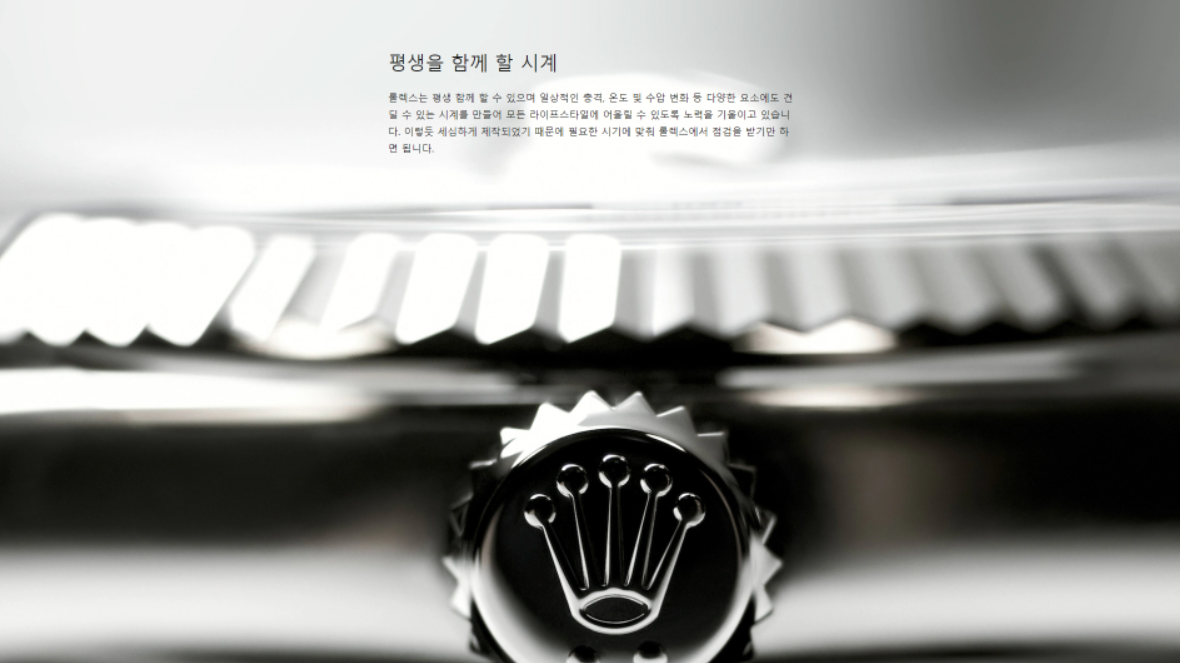 평생을 함께 할 시계
롤렉스는 평생 함께 할 수 있으며 일상적인 충격, 온도 및 수압 변화 등 다양한 요소에도 견
딜 수 있는 시계를 만들어 모든 라이프스타일에 어울릴 수 있도록 노력을 기울이고 있습니
다. 이렇듯 세심하게 제작되었기 때문에 필요한 시기에 맞춰 롤렉스에서 점검을 받기만 하
면 됩니다.